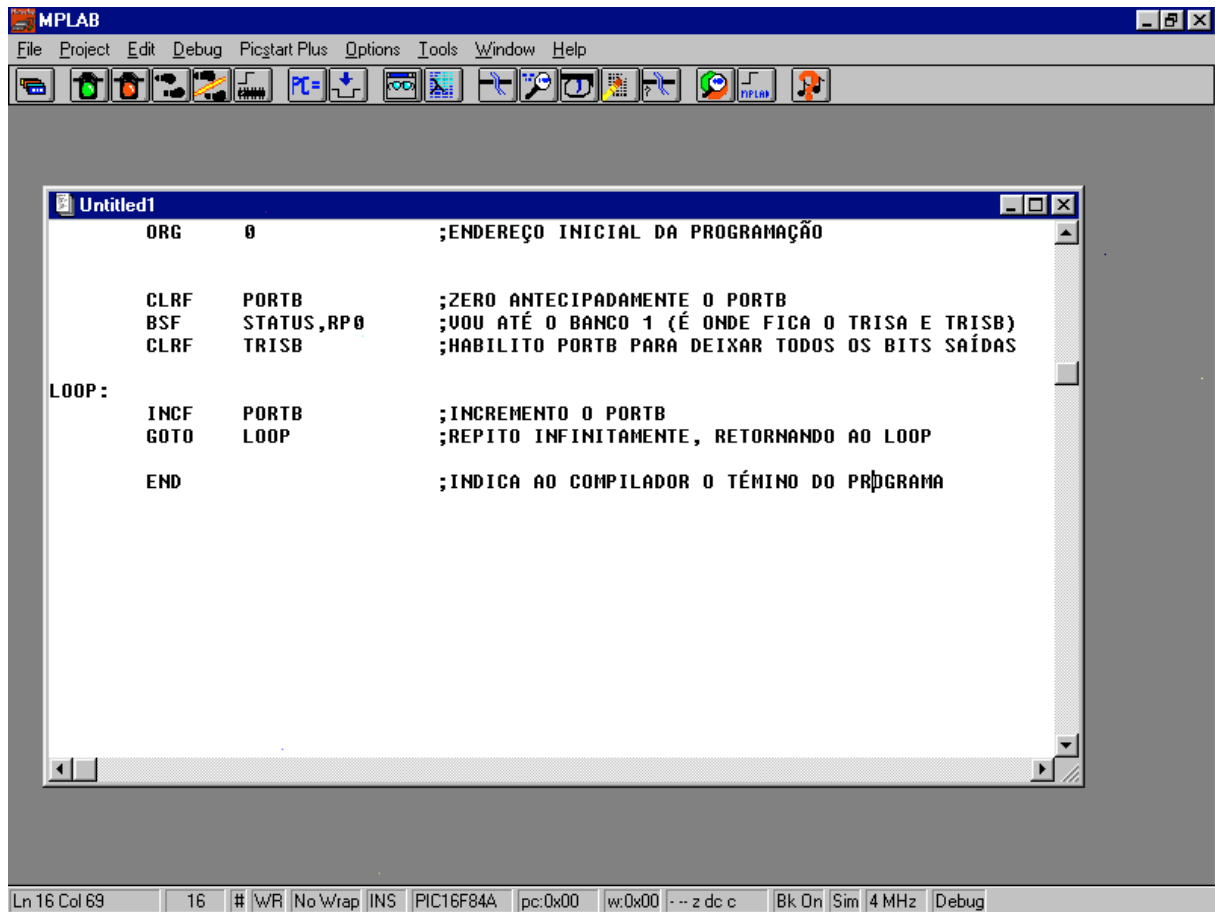 MPLAB
File Project Edit Debug Picstart Plus Options Tools Window Help
PC=
MPLAB
Untitled1
ORG 0 ;ENDEREÇO INICIAL DA PROGRAMAÇÃO
CLRF PORTB ;ZERO ANTECIPADAMENTE O PORTB
BSF STATUS,RP0 ;VOU ATÉ O BANCO 1 (É ONDE FICA O TRISA E TRISB)
CLRF TRISB ;HABILITO PORTB PARA DEIXAR TODOS OS BITS SAÍDAS
LOOP:
INCF PORTB ;INCREMENTO O PORTB
GOTO LOOP ;REPITO INFINITAMENTE, RETORNANDO AO LOOP
END ;INDICA AO COMPILADOR O TÉMINO DO PROGRAMA
Ln 16 Col 69 16 # WR No Wrap INS PIC16F84A pc:0x00 w:0x00 - -- z dc c Bk On Sim 4 MHz Debug